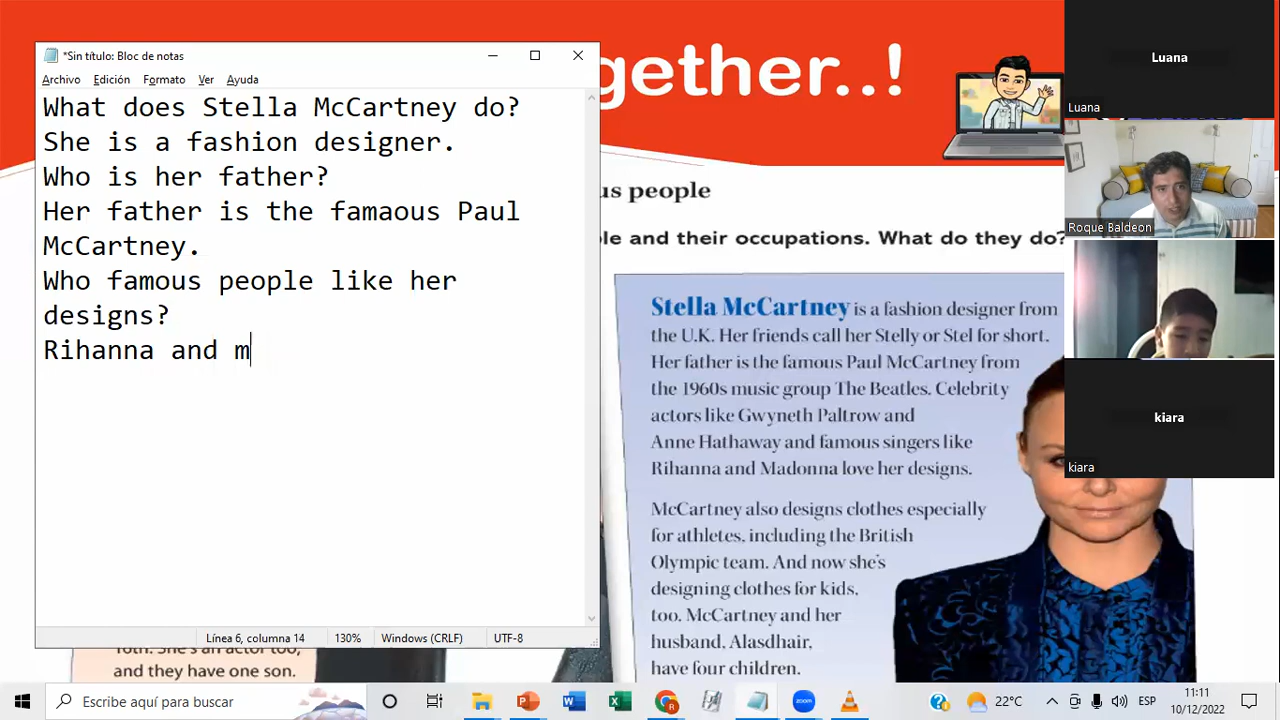 *Sin título: Bloc de notas
gether..!
Archivo Edición Formato Ver Ayuda
What does Stella McCartney do?
She is a fashion designer.
Who is her father?
Her father is the famaous Paul
McCartney.
Who famous people like her
designs?
Rihanna and m
Línea 6, columna 14 130% Windows (CRLF) UTF-8
us people
ple and their occupations. What do they do?
Stella McCartney is a fashion designer from
the U.K. Her friends call her Stelly or Stel for short.
Her father is the famous Paul McCartney from
the 1960s music group The Beatles. Celebrity
actors like Gwyneth Paltrow and
Anne Hathaway and famous singers like
Rihanna and Madonna love her designs.
McCartney also designs clothes especially
for athletes, including the British
Olympic team. And now she's
designing clothes for kids,
too. McCartney and her
husband, Alasdhair,
have four children.
and they have one son.
Luana
Luana
Roque Baldeon
kiara
kiara
Escribe aquí para buscar
22°C
ESP
11:11
10/12/2022